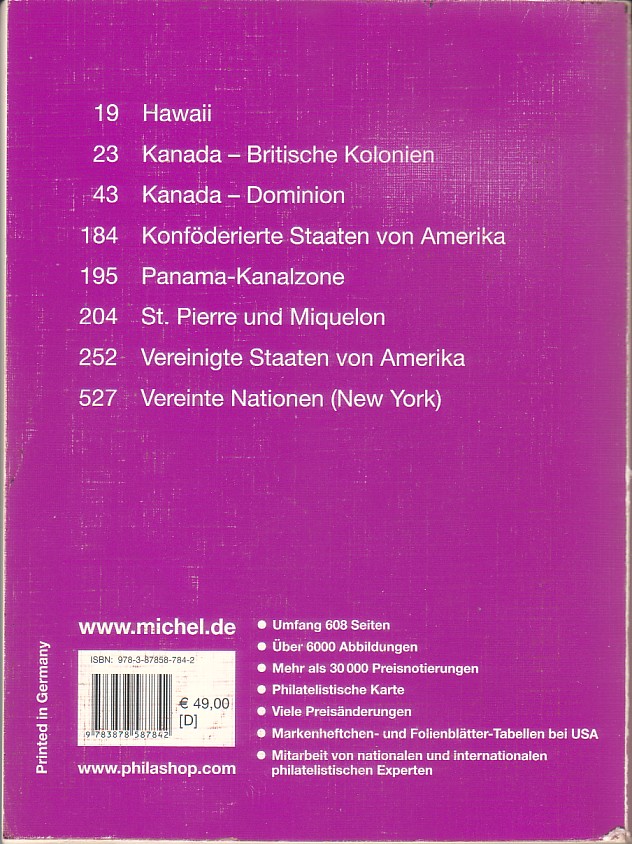 19 Hawaii
23 Kanada – Britische Kolonien
43 Kanada – Dominion
184 Konföderierte Staaten von Amerika
195 Panama-Kanalzone
204 St. Pierre und Miquelon
252 Vereinigte Staaten von Amerika
527 Vereinte Nationen (New York)
Printed in Germany
www.michel.de
ISBN: 978-3-87858-784-2
€ 49,00
[D]
9 783878 587842
www.philashop.com
● Umfang 608 Seiten
● Über 6000 Abbildungen
● Mehr als 30 000 Preisnotierungen
● Philatelistische Karte
● Viele Preisänderungen
● Markenheftchen- und Folienblätter-Tabellen bei USA
● Mitarbeit von nationalen und internationalen
philatelistischen Experten